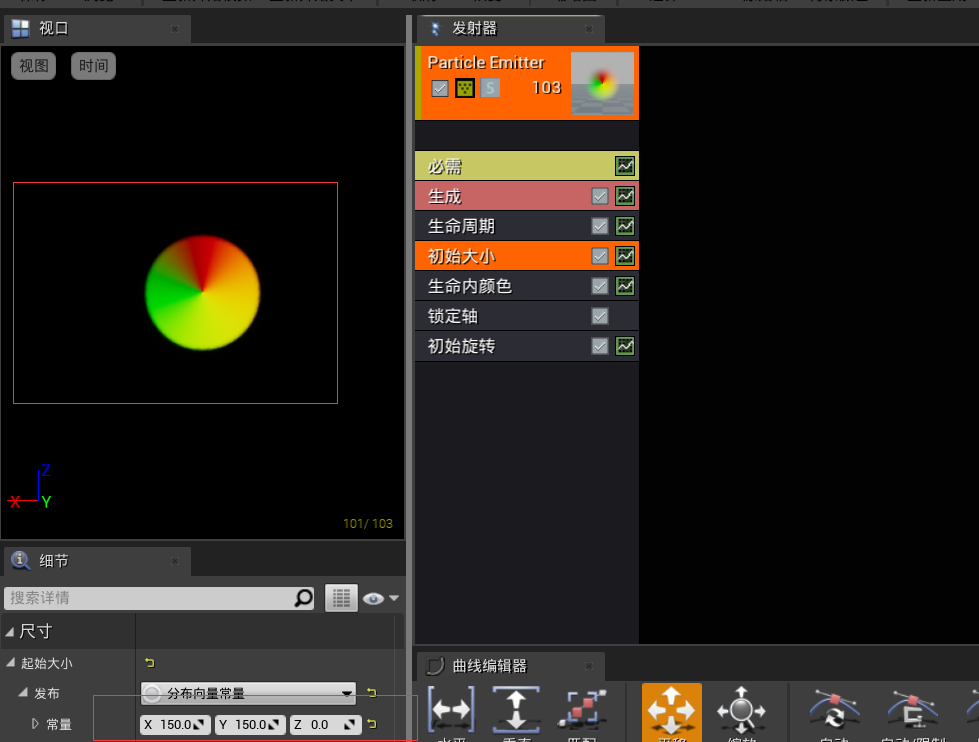 视口
视图 时间
Z
X Y
101/ 103
发射器
Particle Emitter
S 103
必需
生成
生命周期
初始大小
生命内颜色
锁定轴
初始旋转
细节
搜索详情
尺寸
起始大小
发布 分布向量常量
常量 X 150.0 Y 150.0 Z 0.0
曲线编辑器